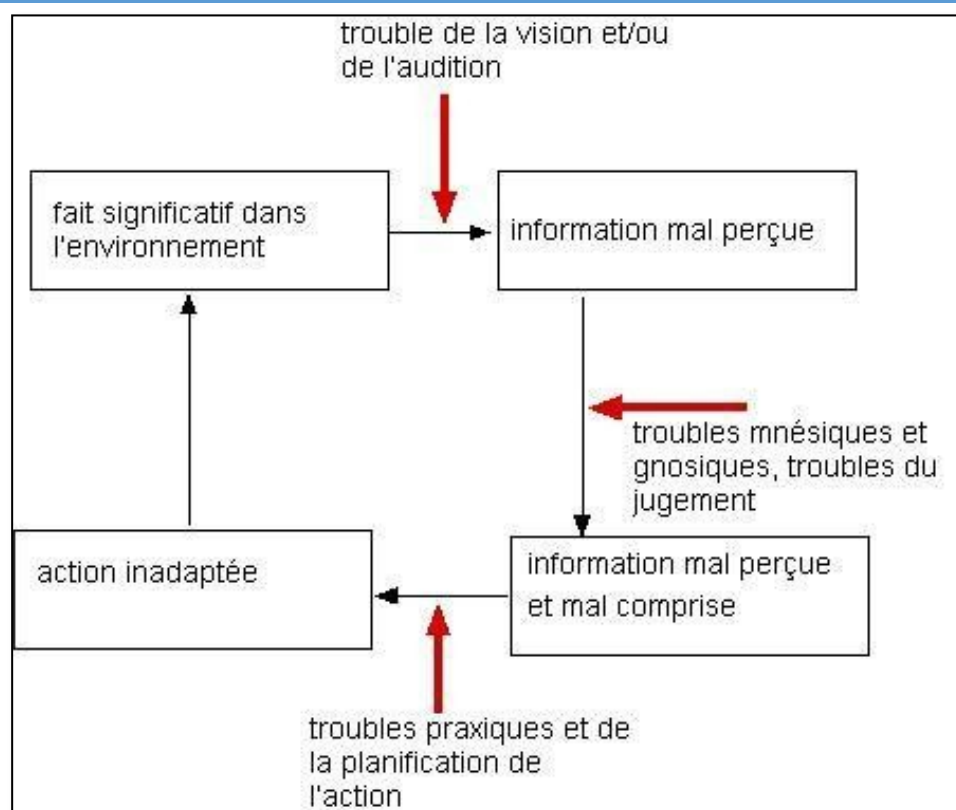 trouble de la vision et/ou
de l'audition
fait significatif dans
l'environnement
information mal perçue
troubles mnésiques et
gnosiques, troubles du
jugement
information mal perçue
et mal comprise
action inadaptée
troubles praxiques et de
la planification de
l'action